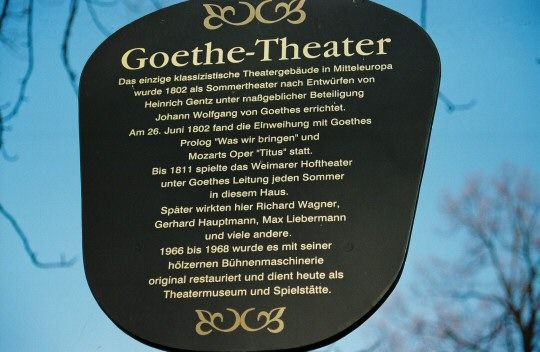 Goethe-Theater
Das einzige klassizistische Theatergebäude in Mitteleuropa
wurde 1802 als Sommertheater nach Entwürfen von
Heinrich Gentz unter maßgeblicher Beteiligung
Johann Wolfgang von Goethes errichtet.
Am 26. Juni 1802 fand die Einweihung mit Goethes
Prolog "Was wir bringen" und
Mozarts Oper "Titus" statt.
Bis 1811 spielte das Weimarer Hoftheater
unter Goethes Leitung jeden Sommer
in diesem Haus.
Später wirkten hier Richard Wagner,
Gerhard Hauptmann, Max Liebermann
und viele andere.
1966 bis 1968 wurde es mit seiner
hölzernen Bühnenmaschinerie
original restauriert und dient heute als
Theatermuseum und Spielstätte.